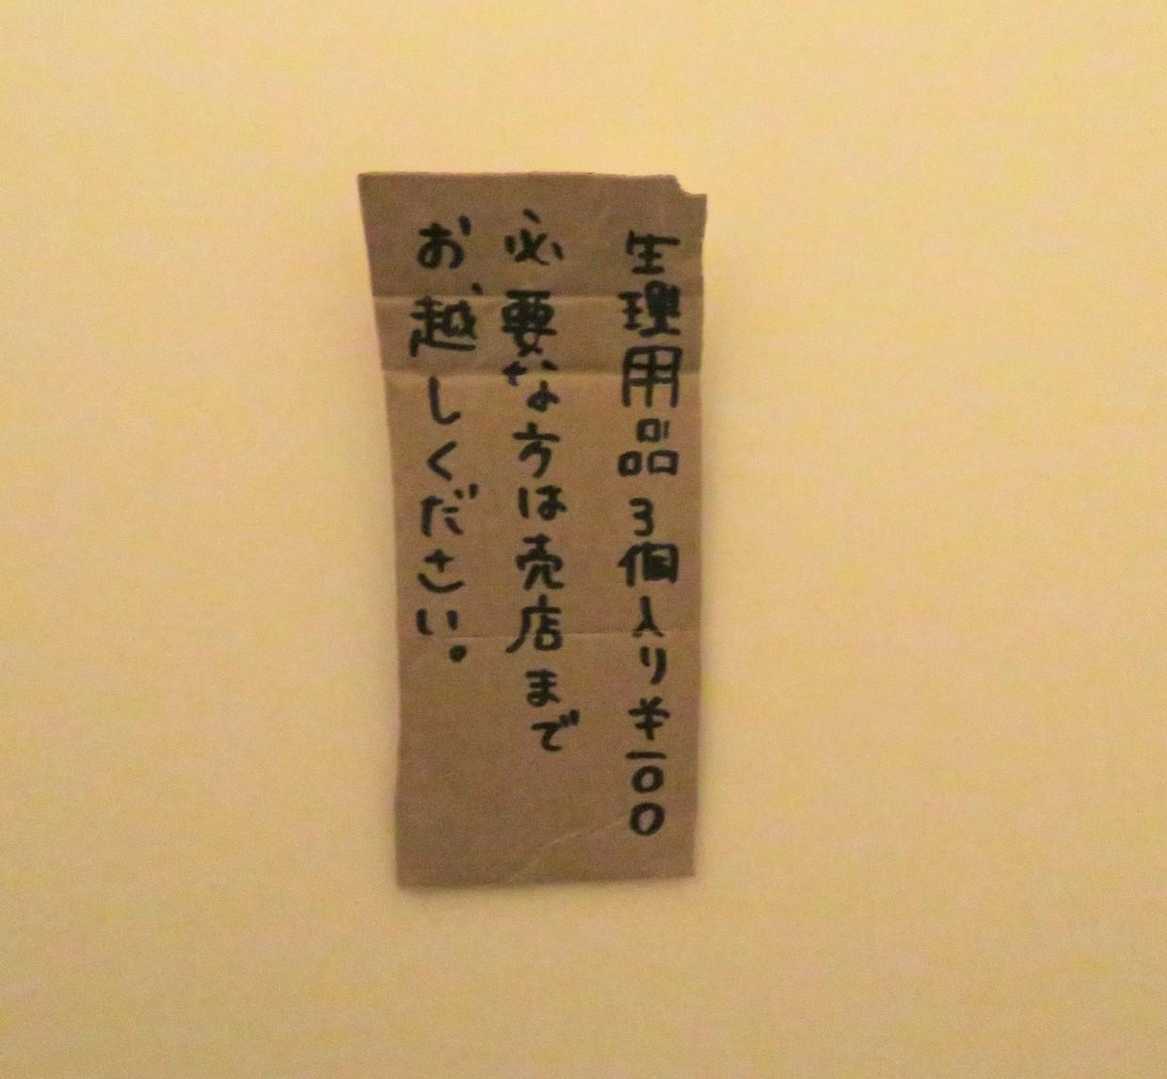 生理用品3個入り¥100
必要な方は売店まで
お越しください。